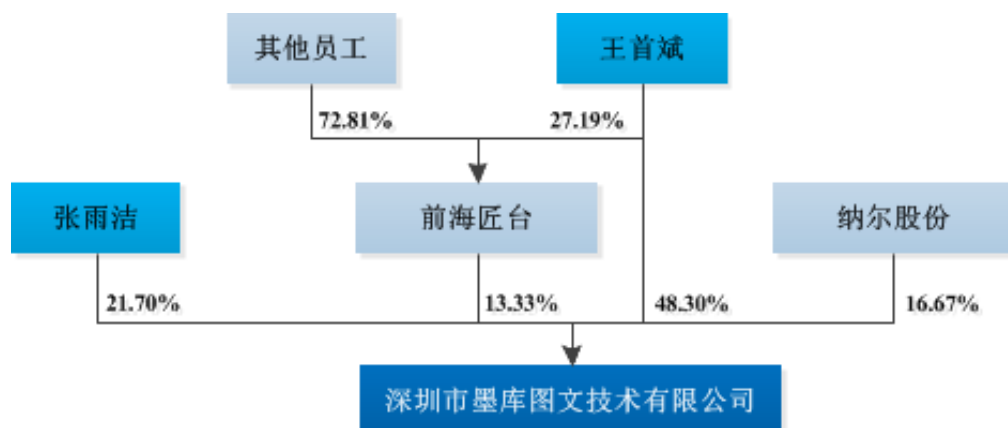 其他员工
王首斌
72.81%
27.19%
张雨洁
前海匠台
纳尔股份
21.70%
13.33%
48.30%
16.67%
深圳市墨库图文技术有限公司